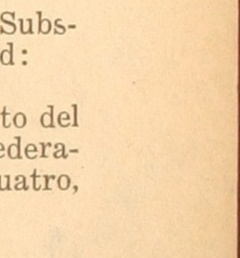 Subs-
d:
to del
edera-
uatro,